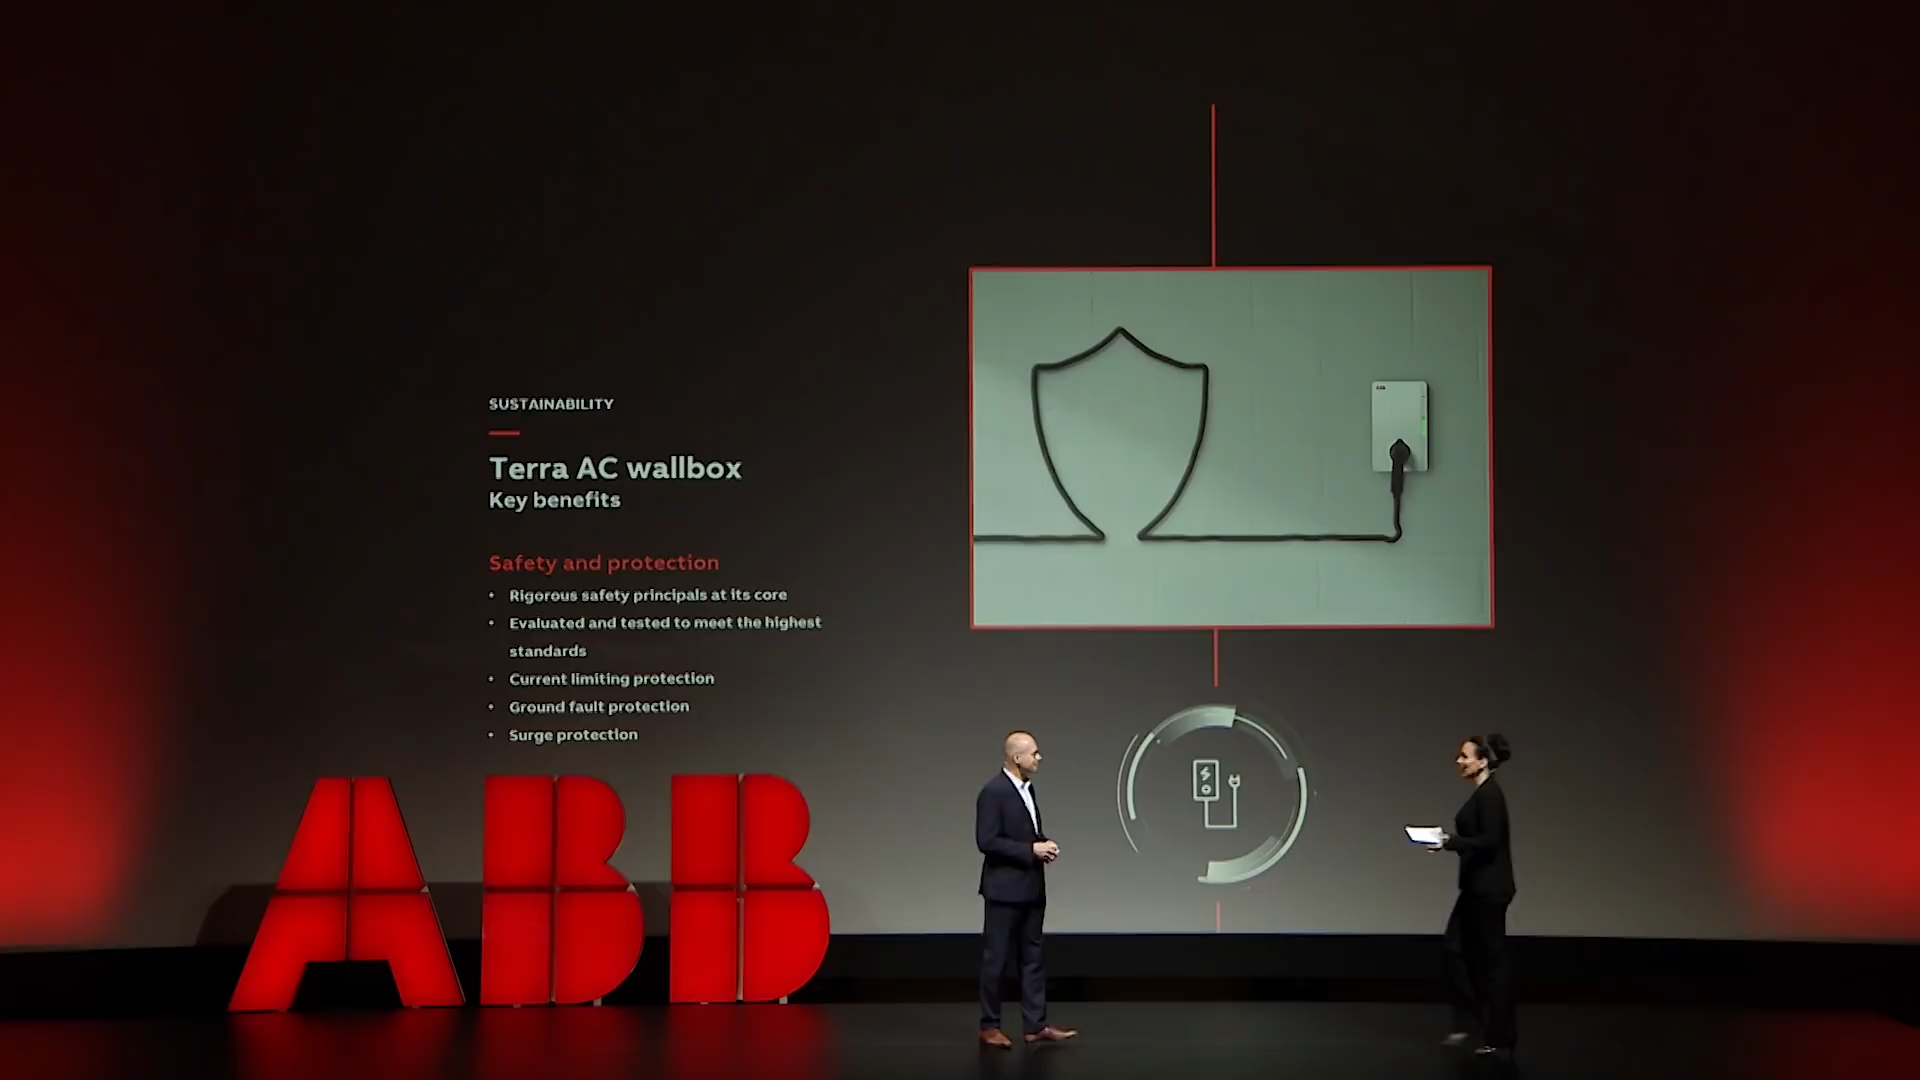 SUSTAINABILITY
Terra AC wallbox
Key benefits
Safety and protection
• Rigorous safety principals at its core
• Evaluated and tested to meet the highest
standards
• Current limiting protection
• Ground fault protection
• Surge protection
ABB
ABB